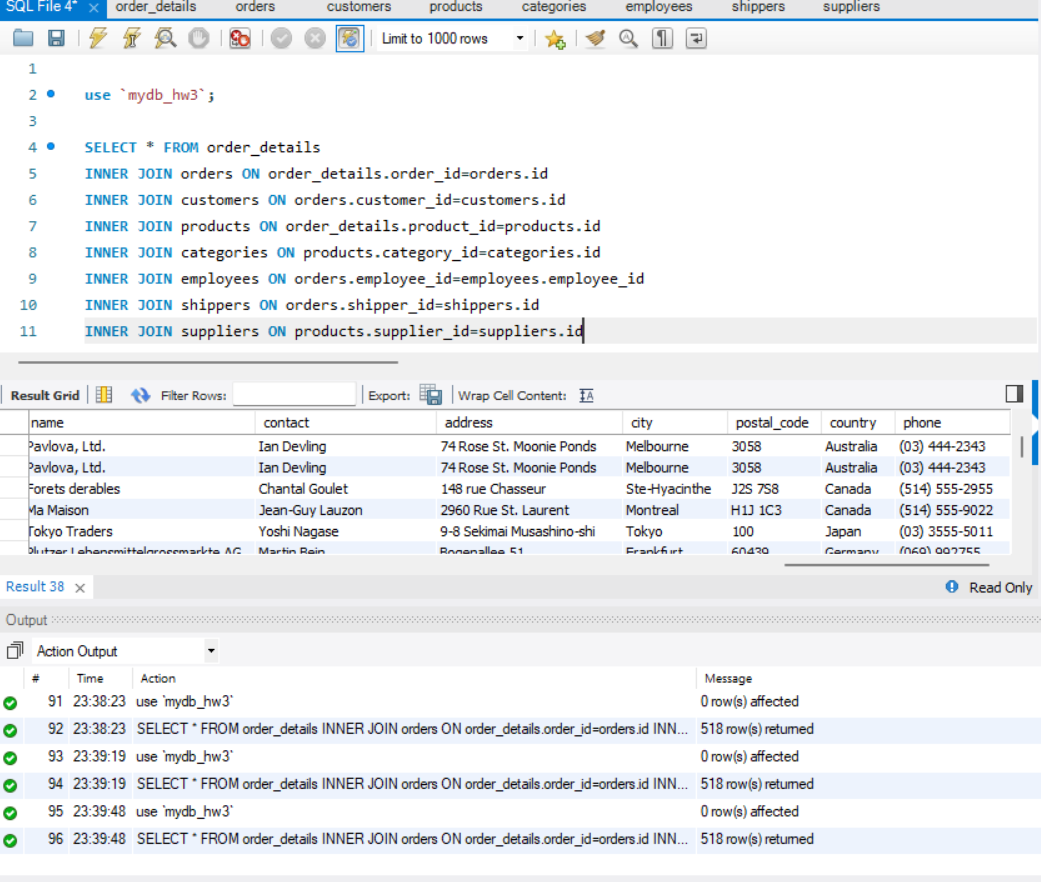 SQL File 4* × order_details orders customers products categories employees shippers suppliers
Limit to 1000 rows
1
2 use `mydb_hw3`;
3
4 SELECT * FROM order_details
5 INNER JOIN orders ON order_details.order_id=orders.id
6 INNER JOIN customers ON orders.customer_id=customers.id
7 INNER JOIN products ON order_details.product_id=products.id
8 INNER JOIN categories ON products.category_id=categories.id
9 INNER JOIN employees ON orders.employee_id=employees.employee_id
10 INNER JOIN shippers ON orders.shipper_id=shippers.id
11 INNER JOIN suppliers ON products.supplier_id=suppliers.id
Result Grid Filter Rows: Export: Wrap Cell Content: IA
name contact address city postal_code country phone
Pavlova, Ltd. Ian Devling 74 Rose St. Moonie Ponds Melbourne 3058 Australia (03) 444-2343
Pavlova, Ltd. Ian Devling 74 Rose St. Moonie Ponds Melbourne 3058 Australia (03) 444-2343
Forets derables Chantal Goulet 148 rue Chasseur Ste-Hyacinthe J2S 7S8 Canada (514) 555-2955
Ma Maison Jean-Guy Lauzon 2960 Rue St. Laurent Montreal H1J 1C3 Canada (514) 555-9022
Tokyo Traders Yoshi Nagase 9-8 Sekimai Musashino-shi Tokyo 100 Japan (03) 3555-5011
Plutzer Lebensmittelgrossmarkte AG Martin Bein Bogenallee 51 Frankfurt 60439 Germany (069) 992755
Result 38 × Read Only
Output
Action Output
# Time Action Message
91 23:38:23 use `mydb_hw3` 0 row(s) affected
92 23:38:23 SELECT * FROM order_details INNER JOIN orders ON order_details.order_id=orders.id INN... 518 row(s) returned
93 23:39:19 use `mydb_hw3` 0 row(s) affected
94 23:39:19 SELECT * FROM order_details INNER JOIN orders ON order_details.order_id=orders.id INN... 518 row(s) returned
95 23:39:48 use `mydb_hw3` 0 row(s) affected
96 23:39:48 SELECT * FROM order_details INNER JOIN orders ON order_details.order_id=orders.id INN... 518 row(s) returned